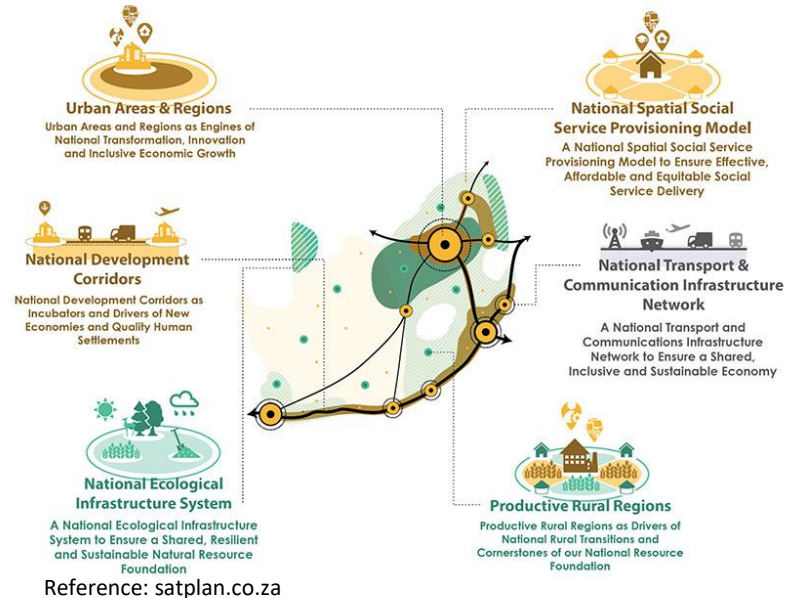 Urban Areas & Regions
Urban Areas and Regions as Engines of
National Transformation, Innovation
and Inclusive Economic Growth
National Spatial Social
Service Provisioning Model
A National Spatial Social Service
Provisioning Model to Ensure Effective,
Affordable and Equitable Social
Service Delivery
National Development
Corridors
National Development Corridors as
Incubators and Drivers of New
Economies and Quality Human
Settlements
National Transport &
Communication Infrastructure
Network
A National Transport and
Communications Infrastructure
Network to Ensure a Shared,
Inclusive and Sustainable Economy
National Ecological
Infrastructure System
A National Ecological Infrastructure
System to Ensure a Shared, Resilient
and Sustainable Natural Resource
Foundation
Productive Rural Regions
Productive Rural Regions as Drivers of
National Rural Transitions and
Cornerstones of our National Resource
Foundation
Reference: satplan.co.za